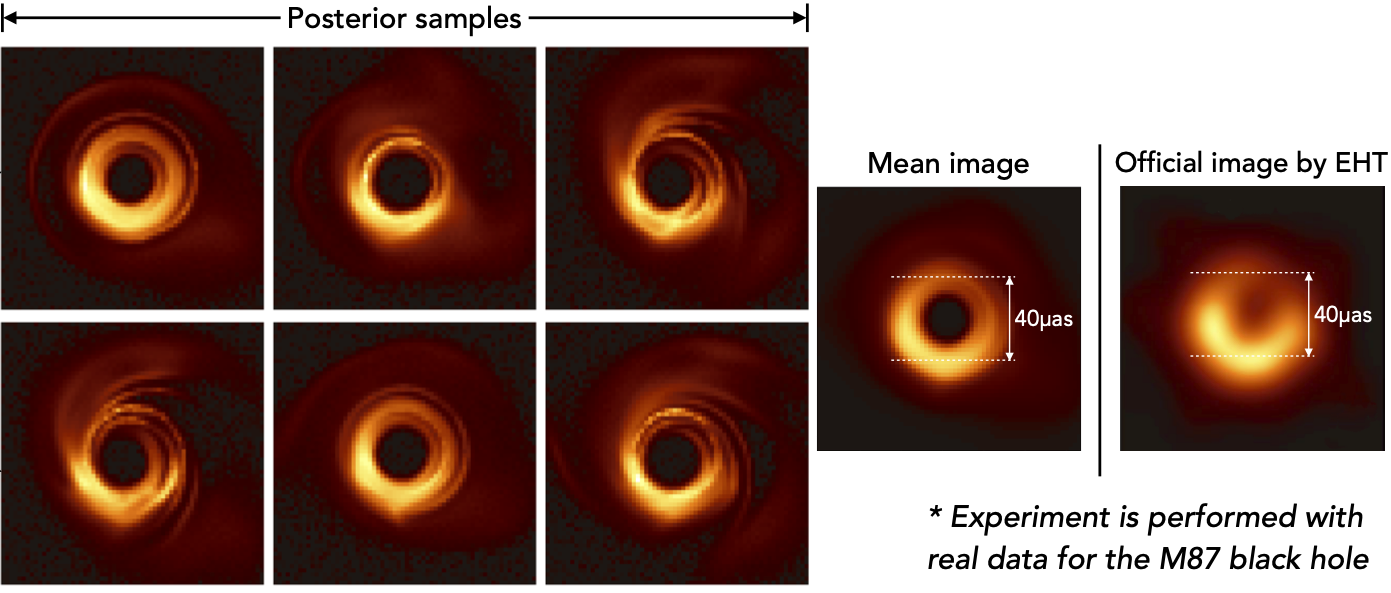 Posterior samples
Mean image
Official image by EHT
40μas
40μas
* Experiment is performed with
real data for the M87 black hole